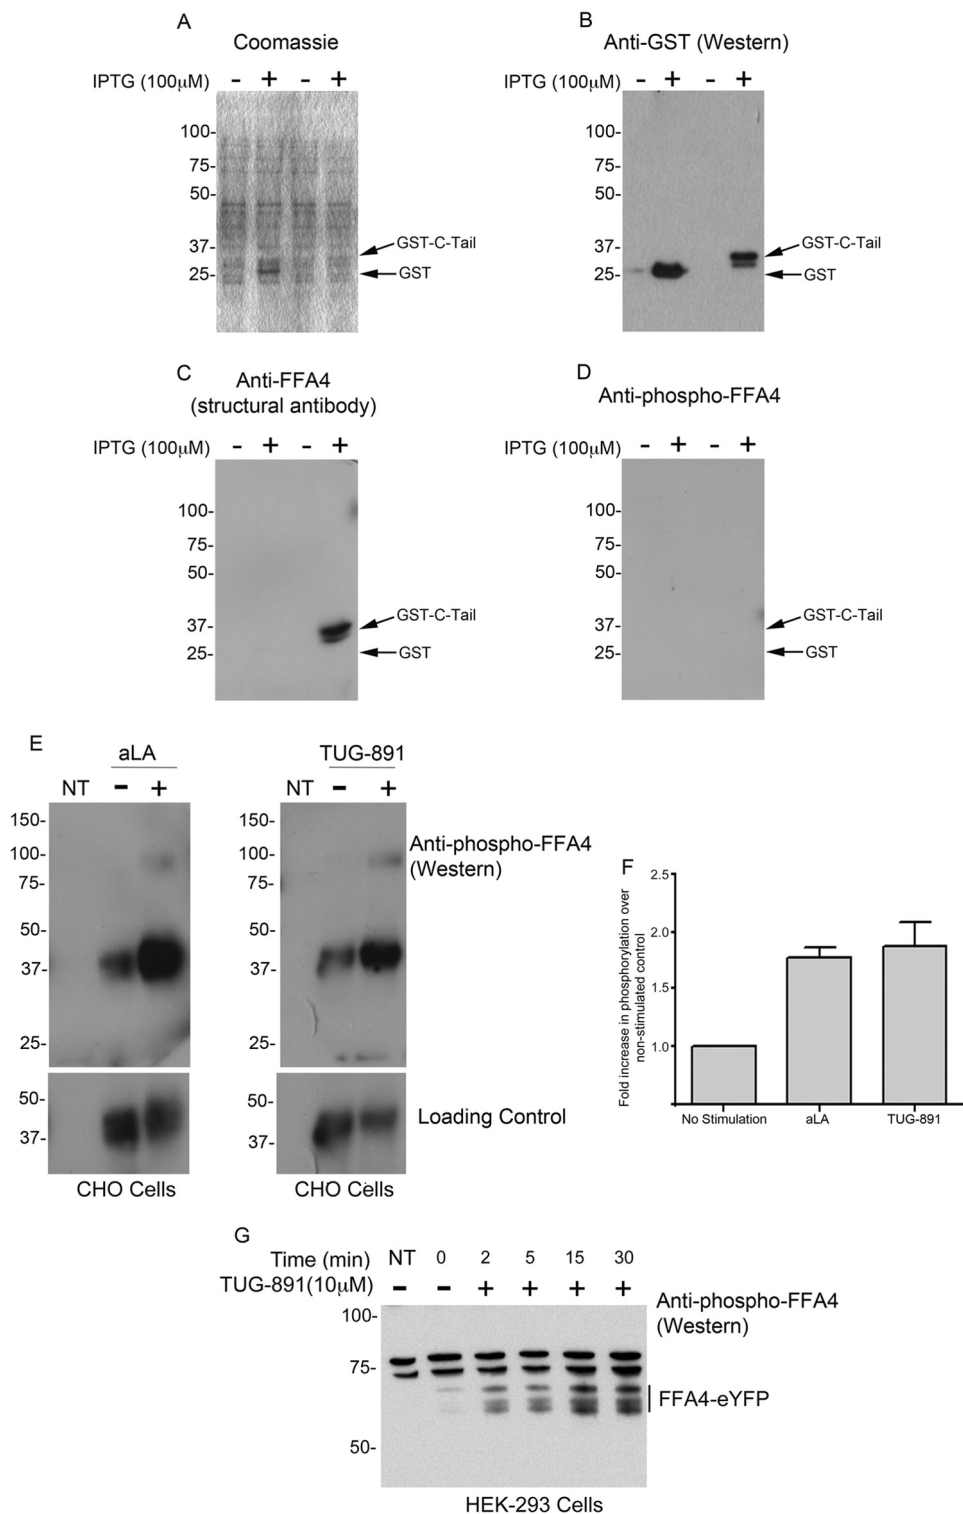 A
Coomassie
IPTG (100µM) - + - +
100-
75-
50-
37-
25-
GST-C-Tail
GST
B
Anti-GST (Western)
IPTG (100µM) - + - +
100-
75-
50-
37-
25-
GST-C-Tail
GST
C
Anti-FFA4
(structural antibody)
IPTG (100µM) - + - +
100-
75-
50-
37-
25-
GST-C-Tail
GST
D
Anti-phospho-FFA4
IPTG (100µM) - + - +
100-
75-
50-
37-
25-
GST-C-Tail
GST
E
aLA
NT - +
150-
100-
75-
50-
37-
25-
50-
37-
CHO Cells
TUG-891
NT - +
150-
100-
75-
50-
37-
25-
50-
37-
CHO Cells
Anti-phospho-FFA4
(Western)
Loading Control
F
Fold increase in phosphorylation over
non-stimulated control
2.5
2.0
1.5
1.0
No Stimulation aLA TUG-891
G
Time (min) NT 0 2 5 15 30
TUG-891(10µM) - - + + + +
100-
75-
50-
Anti-phospho-FFA4
(Western)
FFA4-eYFP
HEK-293 Cells